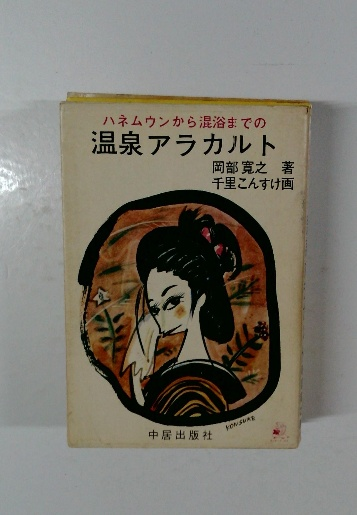 ハネムウンから混浴までの
温泉アラカルト
岡部寛之 著
千里こんすけ画
KONSUKE
中居出版社